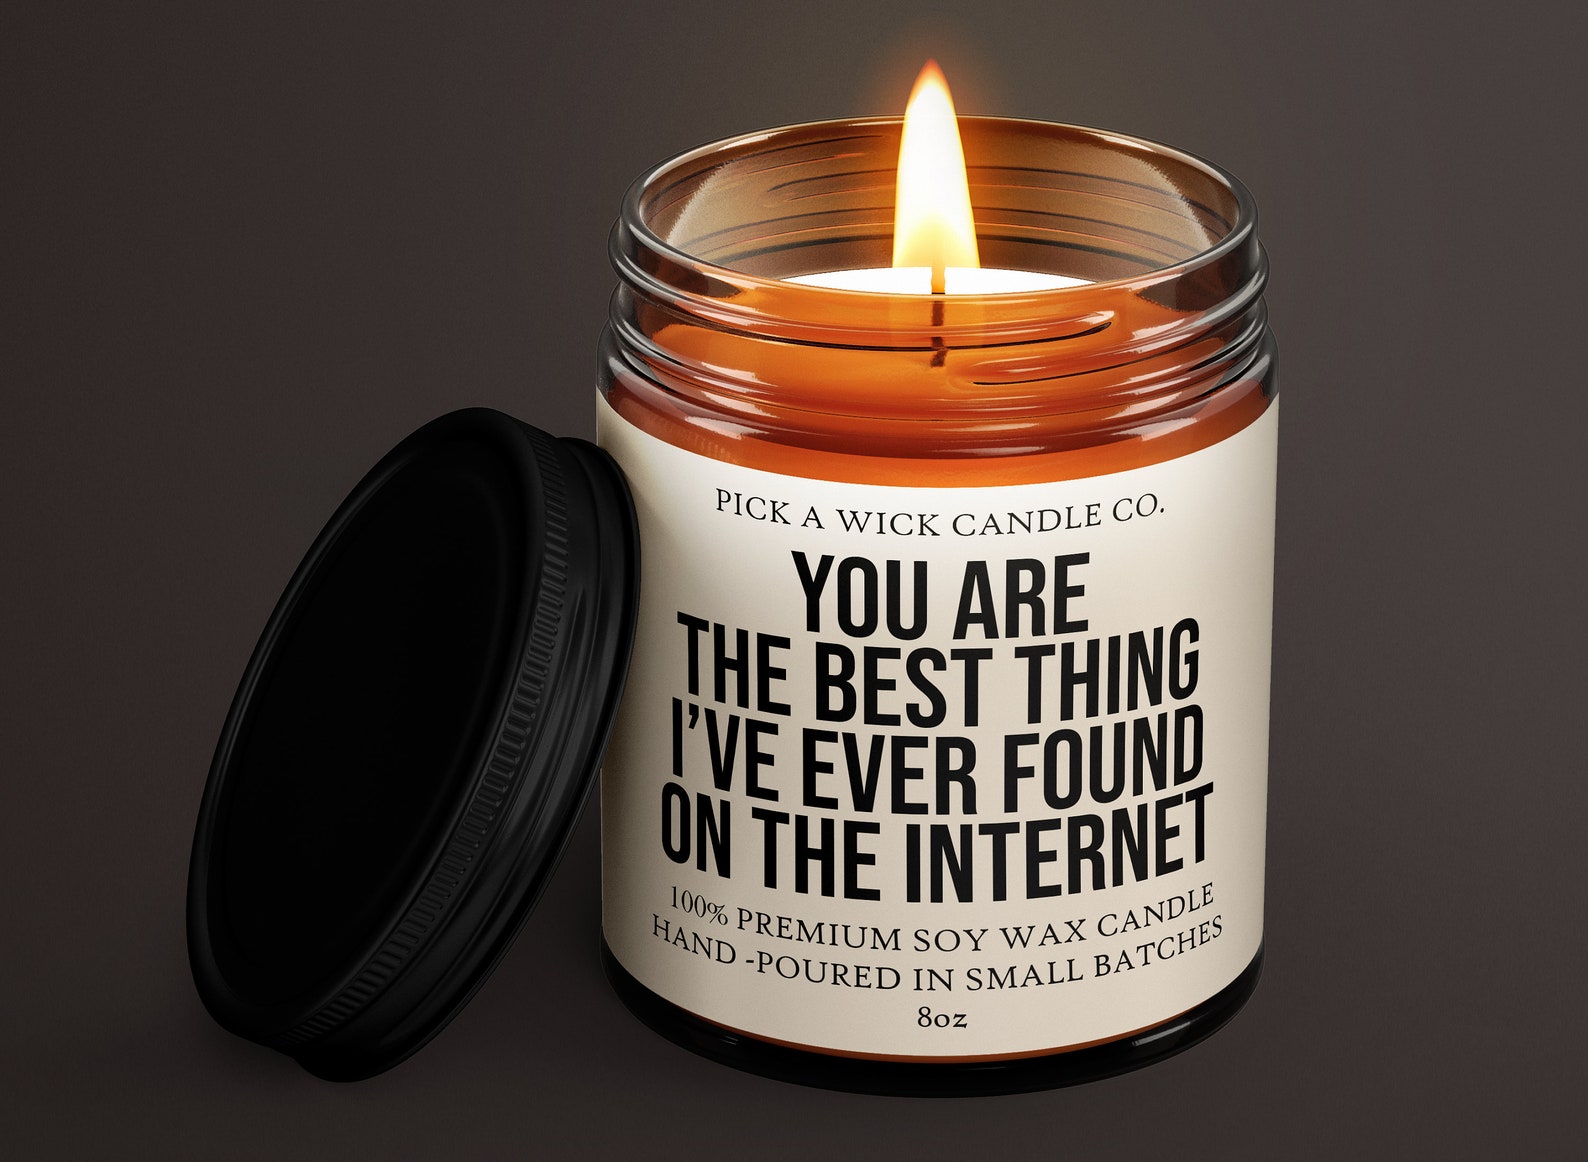 PICK A WICK CANDLE CO.
YOU ARE
THE BEST THING
I'VE EVER FOUND
ON THE INTERNET
100% PREMIUM SOY WAX CANDLE
HAND -POURED IN SMALL BATCHES
8oz